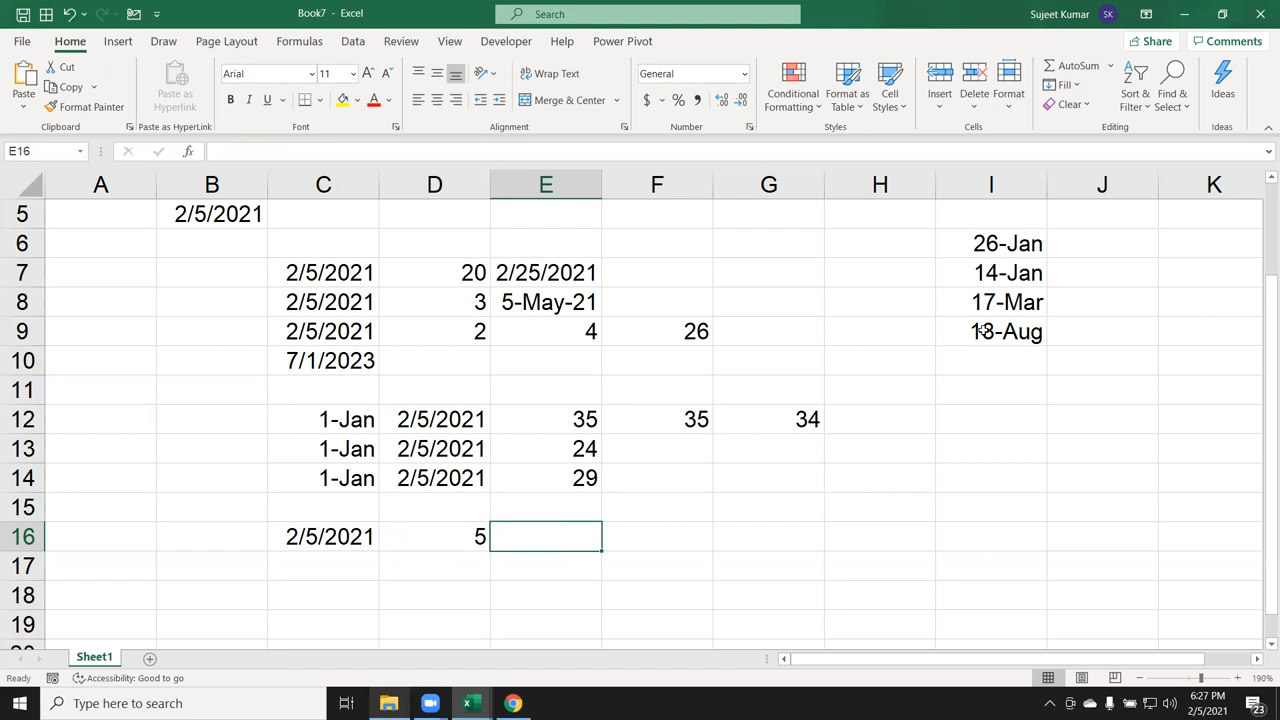 Book7 - Excel
Search
Sujeet Kumar
SK
File Home Insert Draw Page Layout Formulas Data Review View Developer Help Power Pivot
Share Comments
Paste
Cut
Copy
Format Painter
Clipboard
Paste as
Hyperlink
Paste as HyperLink
Arial 11
B I U
Font
Wrap Text
Merge & Center
Alignment
General
$ % ,
Number
Conditional
Formatting
Format as
Table
Cell
Styles
Styles
Insert Delete Format
Cells
AutoSum
Fill
Clear
Sort &
Filter
Find &
Select
Editing
Ideas
Ideas
E16 fx
A B C D E F G H I J K
5 2/5/2021
6 26-Jan
7 2/5/2021 20 2/25/2021 14-Jan
8 2/5/2021 3 5-May-21 17-Mar
9 2/5/2021 2 4 26 -Aug
10 7/1/2023
11
12 1-Jan 2/5/2021 35 35 34
13 1-Jan 2/5/2021 24
14 1-Jan 2/5/2021 29
15
16 2/5/2021 5
17
18
19
Sheet1
Ready Accessibility: Good to go 190%
Type here to search
6:27 PM
2/5/2021
23